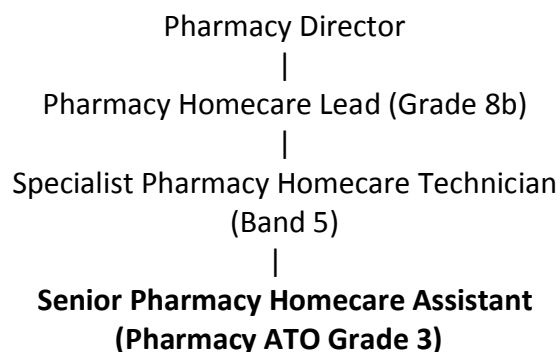 Pharmacy Director
|
Pharmacy Homecare Lead (Grade 8b)
|
Specialist Pharmacy Homecare Technician
(Band 5)
|
Senior Pharmacy Homecare Assistant
(Pharmacy ATO Grade 3)